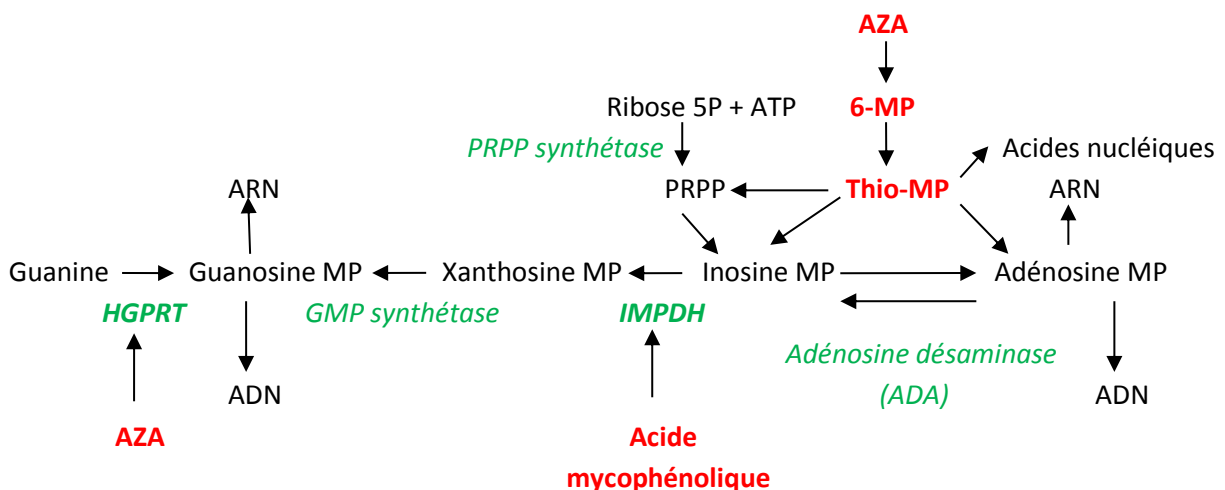 AZA
Ribose 5P + ATP
6-MP
PRPP synthétase
Acides nucléiques
ARN
PRPP
Thio-MP
ARN
Guanine
Guanosine MP
Xanthosine MP
Inosine MP
Adénosine MP
HGPRT
GMP synthétase
IMPDH
Adénosine désaminase
(ADA)
ADN
ADN
AZA
Acide
mycophénolique